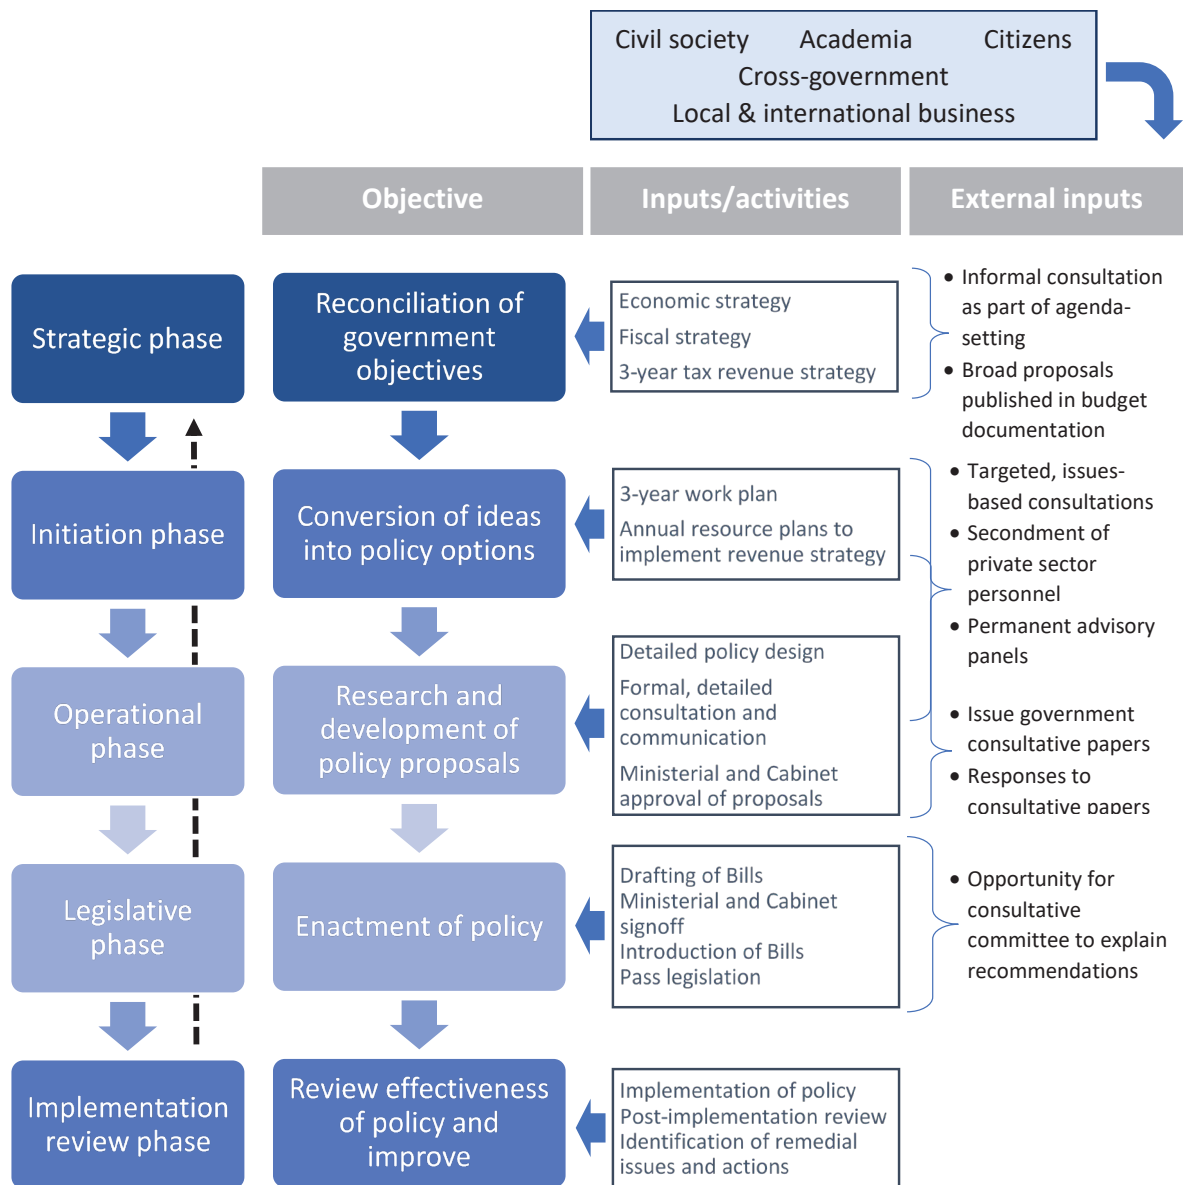 Civil society Academia Citizens
Cross-government
Local & international business
Objective Inputs/activities External inputs
Strategic phase
Reconciliation of
government
objectives
Economic strategy
Fiscal strategy
3-year tax revenue strategy
• Informal consultation
as part of agenda-
setting
• Broad proposals
published in budget
documentation
Initiation phase
Conversion of ideas
into policy options
3-year work plan
Annual resource plans to
implement revenue strategy
• Targeted, issues-
based consultations
• Secondment of
private sector
personnel
• Permanent advisory
panels
Operational
phase
Research and
development of
policy proposals
Detailed policy design
Formal, detailed
consultation and
communication
Ministerial and Cabinet
approval of proposals
• Issue government
consultative papers
• Responses to
consultative papers
Legislative
phase
Enactment of policy
Drafting of Bills
Ministerial and Cabinet
signoff
Introduction of Bills
Pass legislation
• Opportunity for
consultative
committee to explain
recommendations
Implementation
review phase
Review effectiveness
of policy and
improve
Implementation of policy
Post-implementation review
Identification of remedial
issues and actions